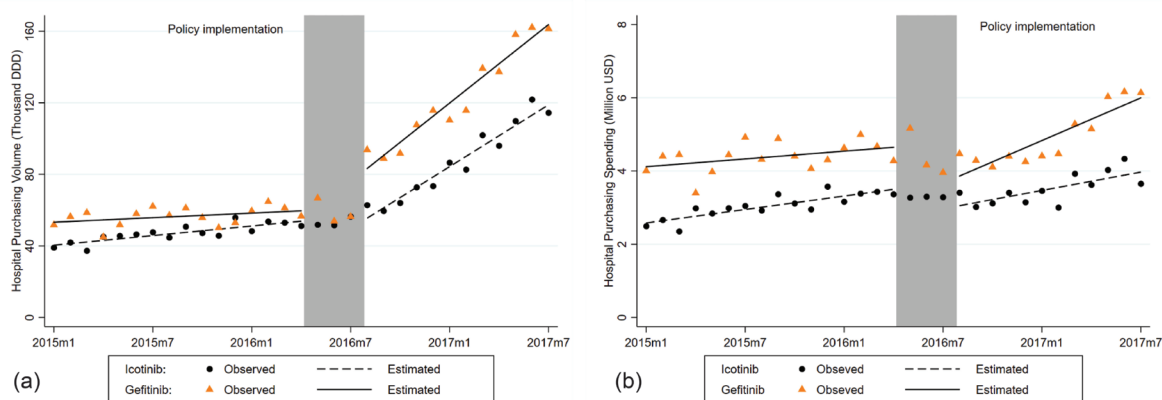 Hospital Purchasing Volume (Thousand DDD)
160
120
80
40
0
Policy implementation
2015m1 2015m7 2016m1 2016m7 2017m1 2017m7
Icotinib: Observed Estimated
Gefitinib: Observed Estimated
(a)
Hospital Purchasing Spending (Million USD)
8
6
4
2
0
Policy implementation
2015m1 2015m7 2016m1 2016m7 2017m1 2017m7
Icotinib Obseved Estimated
Gefitinib Obseved Estimated
(b)